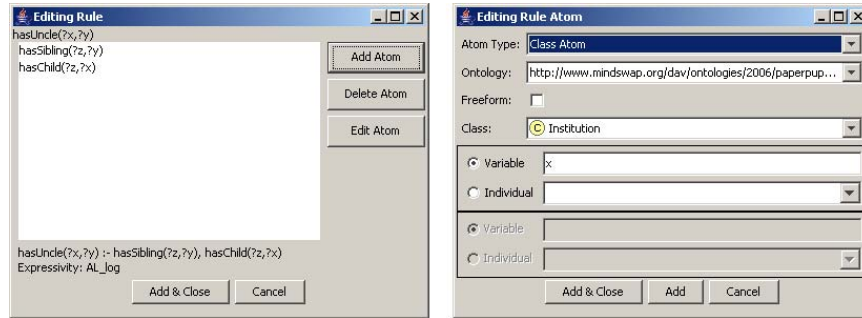 Editing Rule
hasUncle(?x,?y)
hasSibling(?z,?y)
hasChild(?z,?x)
Add Atom
Delete Atom
Edit Atom
hasUncle(?x,?y) :- hasSibling(?z,?y), hasChild(?z,?x)
Expressivity: AL_log
Add & Close Cancel
Editing Rule Atom
Atom Type: Class Atom
Ontology: http://www.mindswap.org/dav/ontologies/2006/paperpup...
Freeform:
Class: C Institution
Variable x
Individual
Variable
Individual
Add & Close Add Cancel